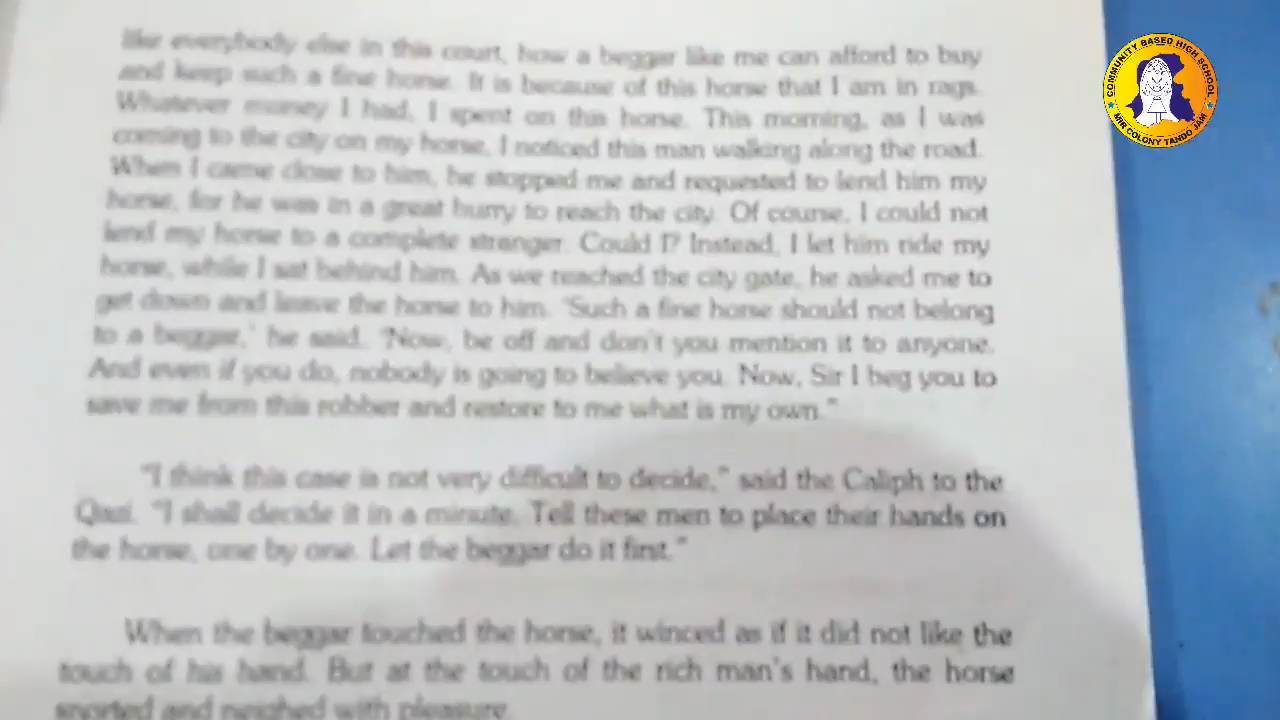 like everybody else in this court, how a beggar like me can afford to buy
and keep such a fine horse. It is because of this horse that I am in rags.
Whatever money I had, I spent on this horse. This morning, as I was
coming to the city on my horse, I noticed this man walking along the road.
When I came close to him, he stopped me and requested to lend him my
horse, for he was in a great hurry to reach the city. Of course, I could not
lend my horse to a complete stranger. Could I? Instead, I let him ride my
horse, while I sat behind him. As we reached the city gate, he asked me to
get down and leave the horse to him. 'Such a fine horse should not belong
to a beggar,' he said. 'Now, be off and don't you mention it to anyone.
And even if you do, nobody is going to believe you. Now, Sir I beg you to
save me from this robber and restore to me what is my own."
"I think this case is not very difficult to decide," said the Caliph to the
Qazi. "I shall decide it in a minute. Tell these men to place their hands on
the horse, one by one. Let the beggar do it first."
When the beggar touched the horse, it winced as if it did not like the
touch of his hand. But at the touch of the rich man's hand, the horse
snorted and neighed with pleasure.
COMMUNITY BASED HIGH SCHOOL
MIR COLONY TANDO JAM